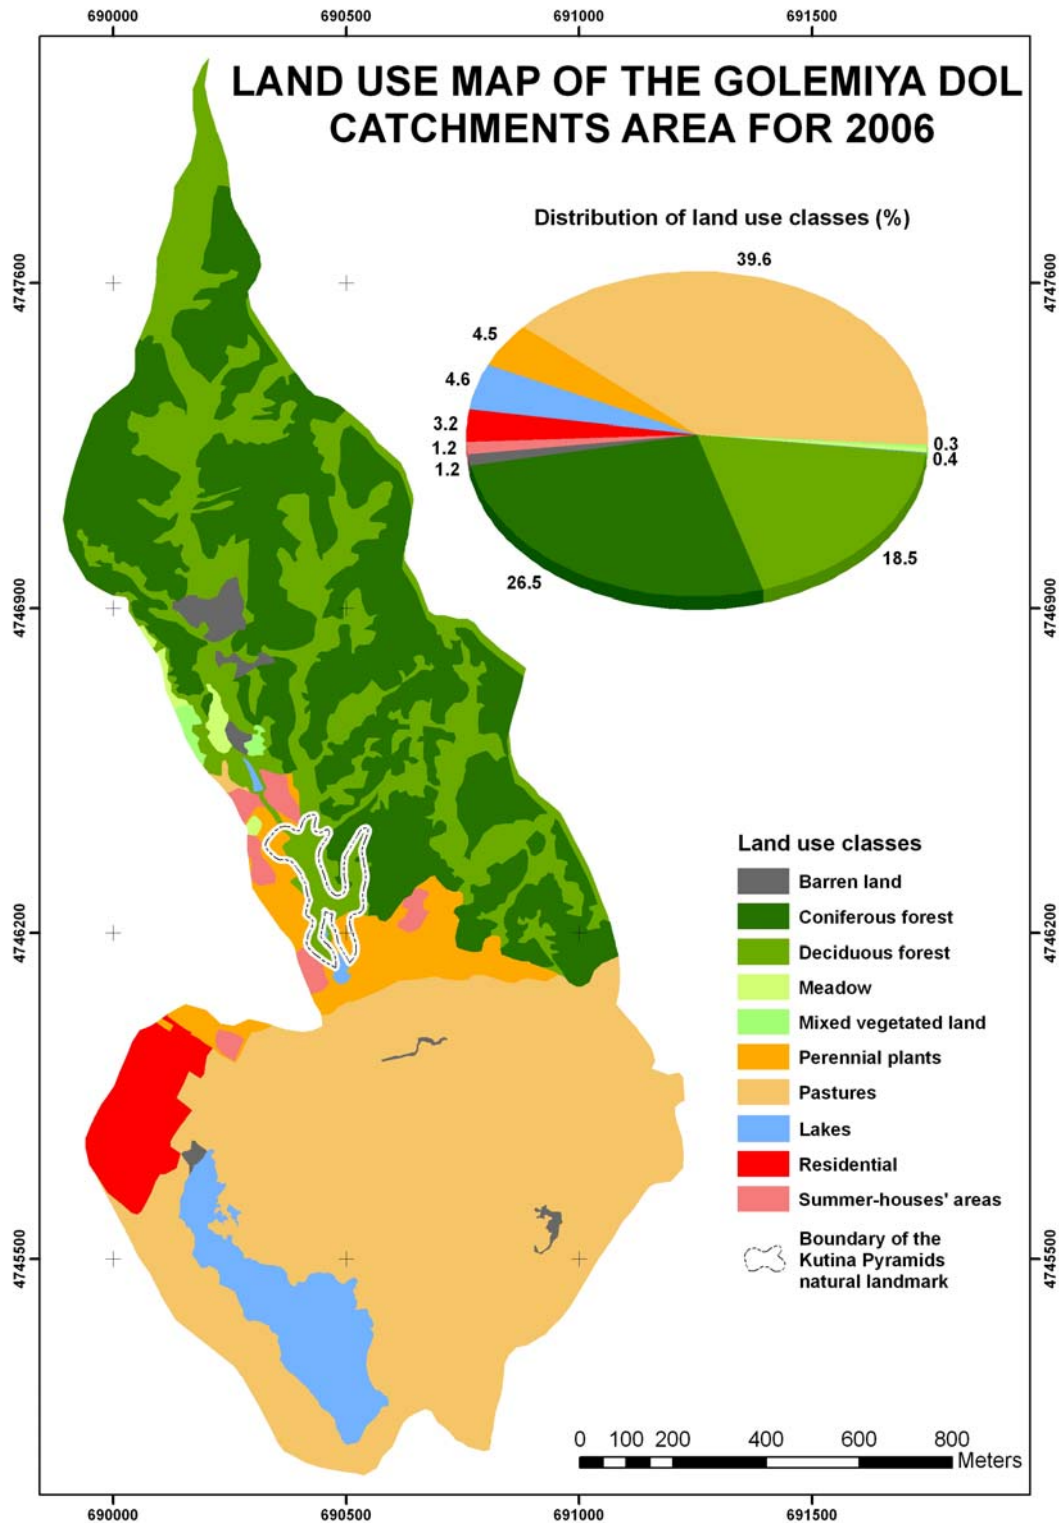 690000 690500 691000 691500
LAND USE MAP OF THE GOLEMIYA DOL
CATCHMENTS AREA FOR 2006
Distribution of land use classes (%)
39.6
4.5
4.6
3.2
1.2
1.2
0.3
0.4
18.5
26.5
4747600
4747600
4746900
4746900
4746200
4746200
4745500
4745500
Land use classes
Barren land
Coniferous forest
Deciduous forest
Meadow
Mixed vegetated land
Perennial plants
Pastures
Lakes
Residential
Summer-houses' areas
Boundary of the
Kutina Pyramids
natural landmark
0 100 200 400 600 800
Meters
690000 690500 691000 691500